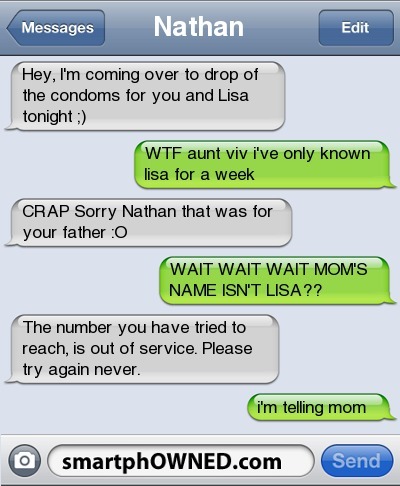 Messages
Nathan
Edit
Hey, I'm coming over to drop of
the condoms for you and Lisa
tonight ;)
WTF aunt viv i've only known
lisa for a week
CRAP Sorry Nathan that was for
your father :O
WAIT WAIT WAIT MOM'S
NAME ISN'T LISA??
The number you have tried to
reach, is out of service. Please
try again never.
i'm telling mom
smartphOWNED.com
Send